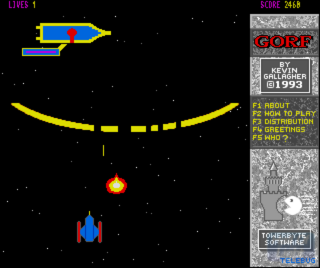 LIVES 1
SCORE 2460
GORF
BY
KEVIN
GALLAGHER
©1993
F1 ABOUT
F2 HOW TO PLAY
F3 DISTRIBUTION
F4 GREETINGS
F5 WHO?
TOWERBYTE
SOFTWARE